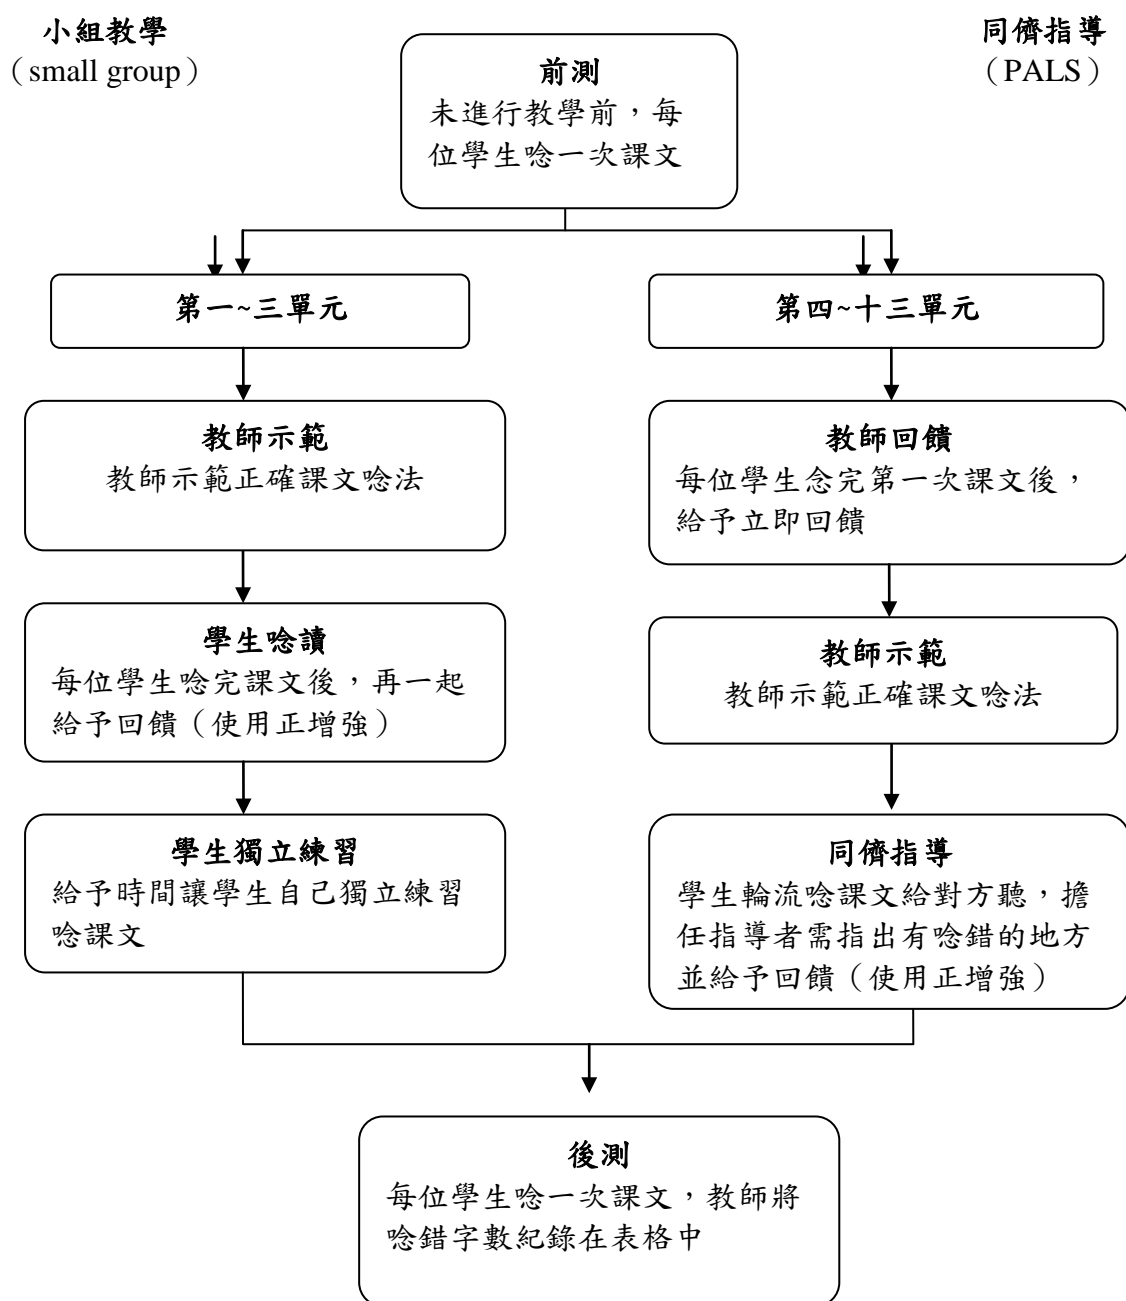 小組教學
（small group）
同儕指導
（PALS）
前測
未進行教學前，每
位學生唸一次課文
第一~三單元
第四~十三單元
教師示範
教師示範正確課文唸法
教師回饋
每位學生念完第一次課文後，
給予立即回饋
學生唸讀
每位學生唸完課文後，再一起
給予回饋（使用正增強）
教師示範
教師示範正確課文唸法
學生獨立練習
給予時間讓學生自己獨立練習
唸課文
同儕指導
學生輪流唸課文給對方聽，擔
任指導者需指出有唸錯的地方
並給予回饋（使用正增強）
後測
每位學生唸一次課文，教師將
唸錯字數紀錄在表格中